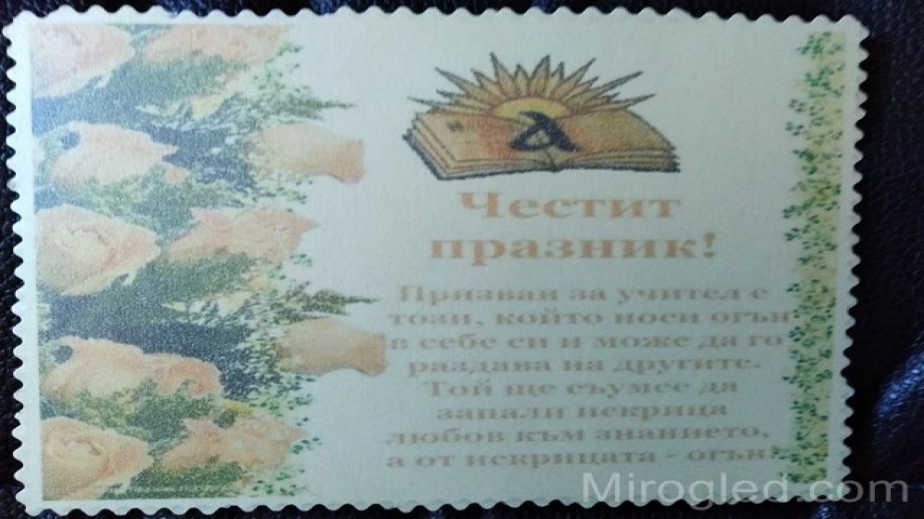 Честит
празник!
Призван за учител е
този, който носи огън
в себе си и може да го
раздава на другите.
Той ще съумее да
запали искрица
любов към знанието,
а от искрицата - огън!
Mirogled.com